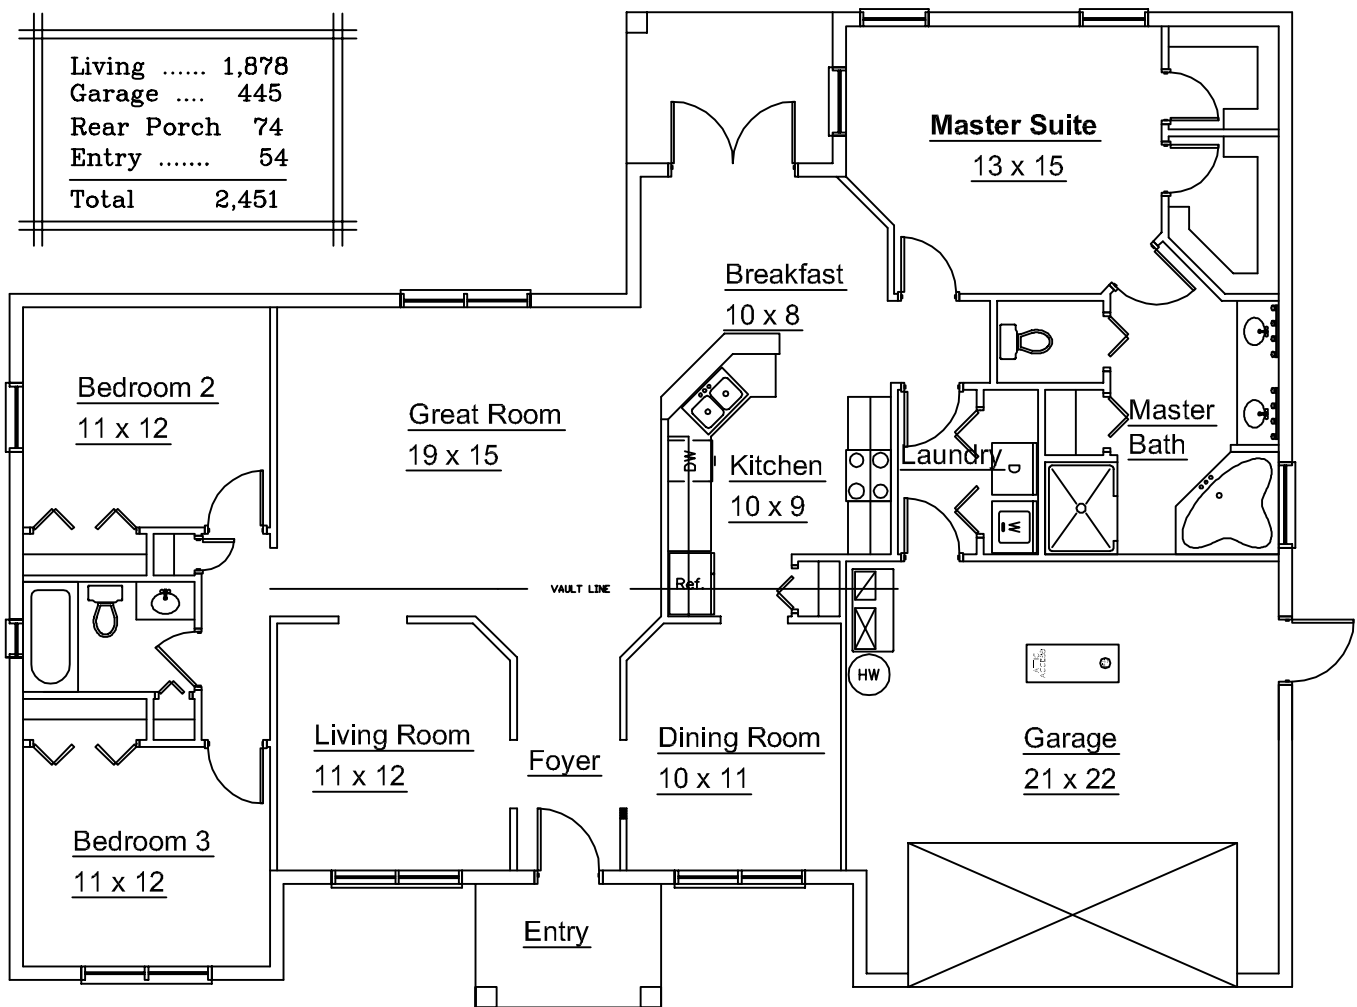 Living ...... 1,878
Garage .... 445
Rear Porch 74
Entry ....... 54
Total 2,451
Master Suite
13 x 15
Breakfast
10 x 8
Bedroom 2
11 x 12
Great Room
19 x 15
Master
Bath
DW
Kitchen
10 x 9
Laundry
D
W
Ref.
VAULT LINE
ATTIC
ACCESS
HW
Living Room
11 x 12
Foyer
Dining Room
10 x 11
Garage
21 x 22
Bedroom 3
11 x 12
Entry